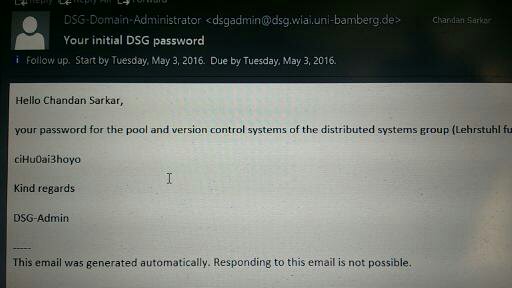 Reply Reply All Forward
DSG-Domain-Administrator <dsgadmin@dsg.wiai.uni-bamberg.de>
Chandan Sarkar
Your initial DSG password
Follow up. Start by Tuesday, May 3, 2016. Due by Tuesday, May 3, 2016.
Hello Chandan Sarkar,
your password for the pool and version control systems of the distributed systems group (Lehrstuhl fu
ciHu0ai3hoyo
Kind regards
DSG-Admin
-----
This email was generated automatically. Responding to this email is not possible.